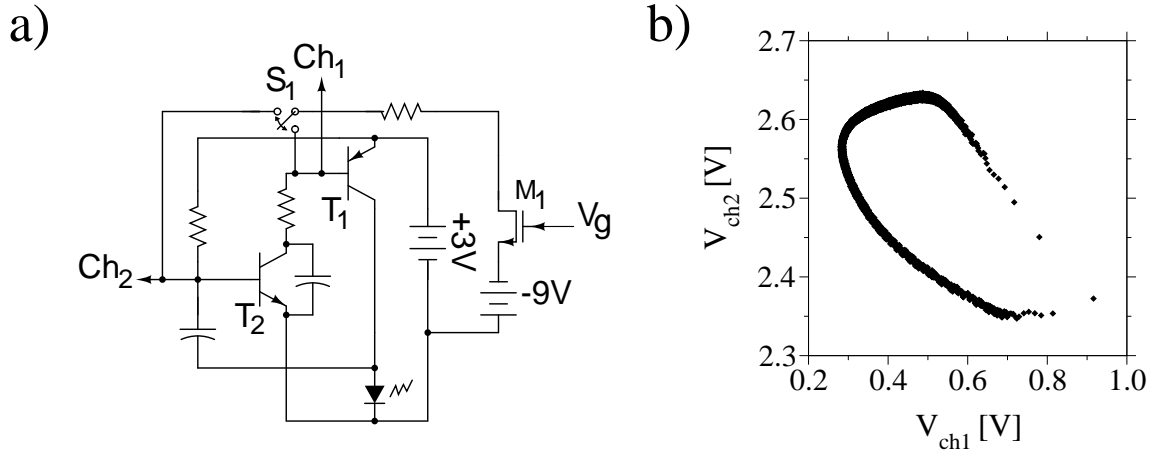 a)
Ch1
S1
T1
M1
Vg
+3V
Ch2
T2
-9V
b)
2.7
2.6
2.5
2.4
2.3
Vch2 [V]
0.2 0.4 0.6 0.8 1.0
Vch1 [V]